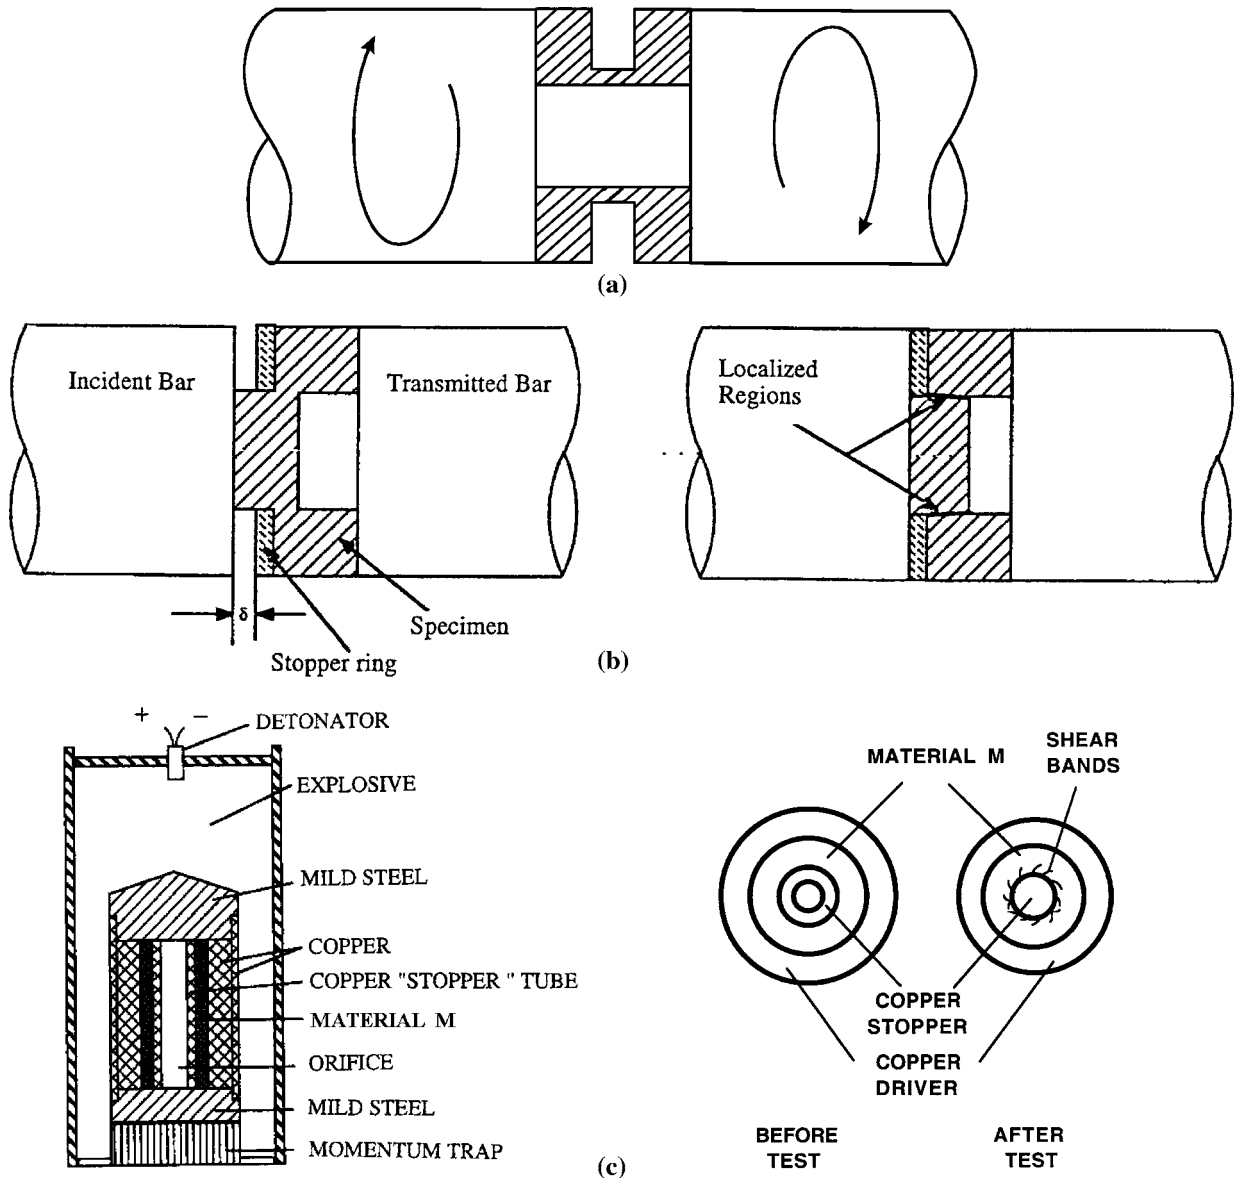 (a)
Incident Bar
Transmitted Bar
δ
Specimen
Stopper ring
Localized
Regions
(b)
+ −
DETONATOR
EXPLOSIVE
MILD STEEL
COPPER
COPPER "STOPPER " TUBE
MATERIAL M
ORIFICE
MILD STEEL
MOMENTUM TRAP
MATERIAL M
SHEAR
BANDS
COPPER
STOPPER
COPPER
DRIVER
BEFORE
TEST
AFTER
TEST
(c)